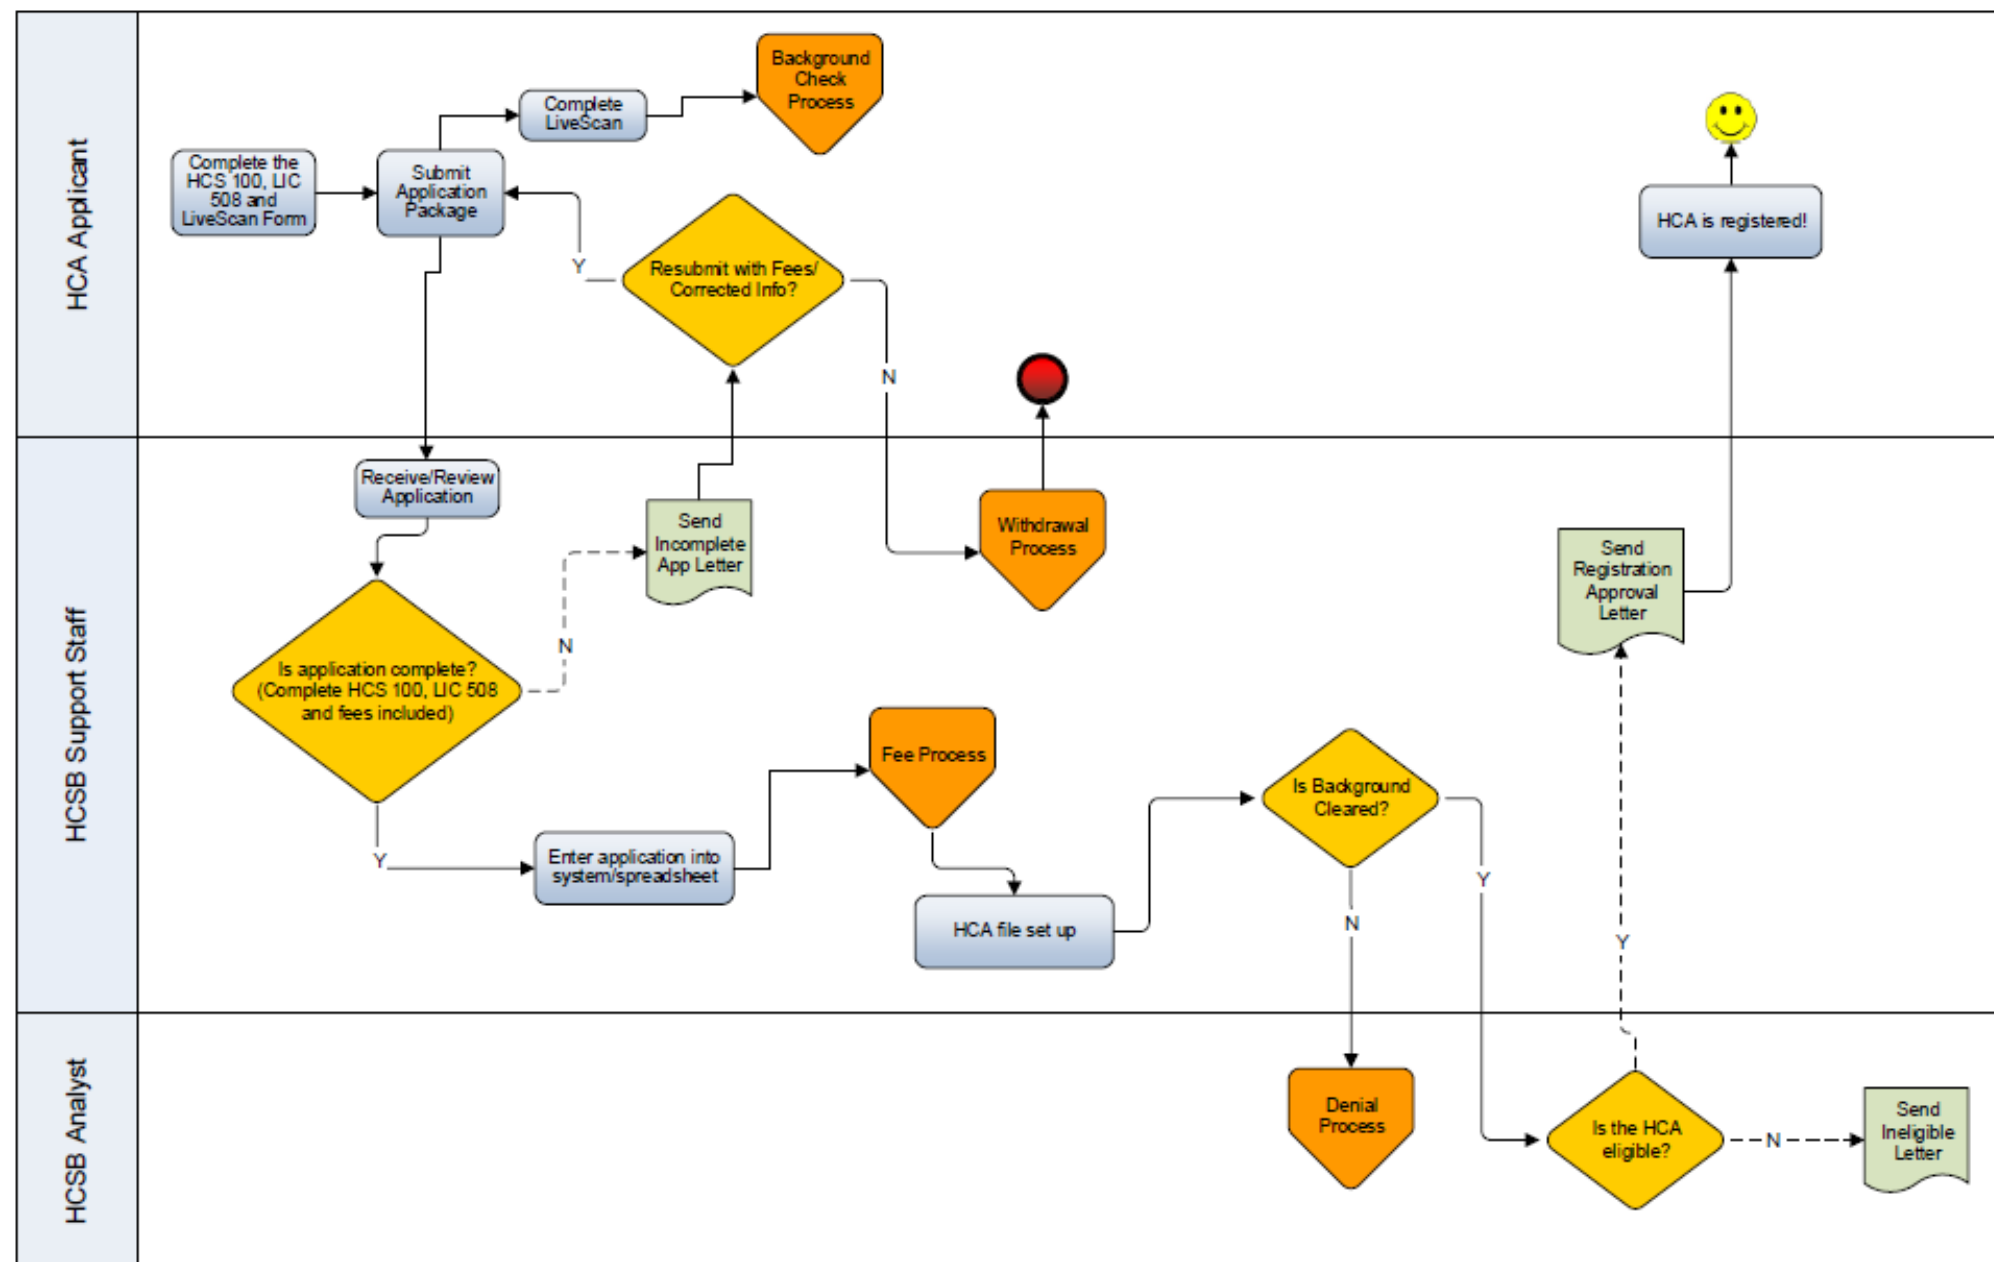 HCA Applicant
Background
Check
Process
Complete
LiveScan
Complete the
HCS 100, LIC
508 and
LiveScan Form
Submit
Application
Package
Y
Resubmit with Fees/
Corrected Info?
N
HCA is registered!
HCSB Support Staff
Receive/Review
Application
Send
Incomplete
App Letter
Withdrawal
Process
Send
Registration
Approval
Letter
N
Is application complete?
(Complete HCS 100, LIC 508
and fees included)
Y
Enter application into
system/spreadsheet
Fee Process
HCA file set up
Is Background
Cleared?
Y
N
Y
HCSB Analyst
Denial
Process
Is the HCA
eligible?
N
Send
Ineligible
Letter